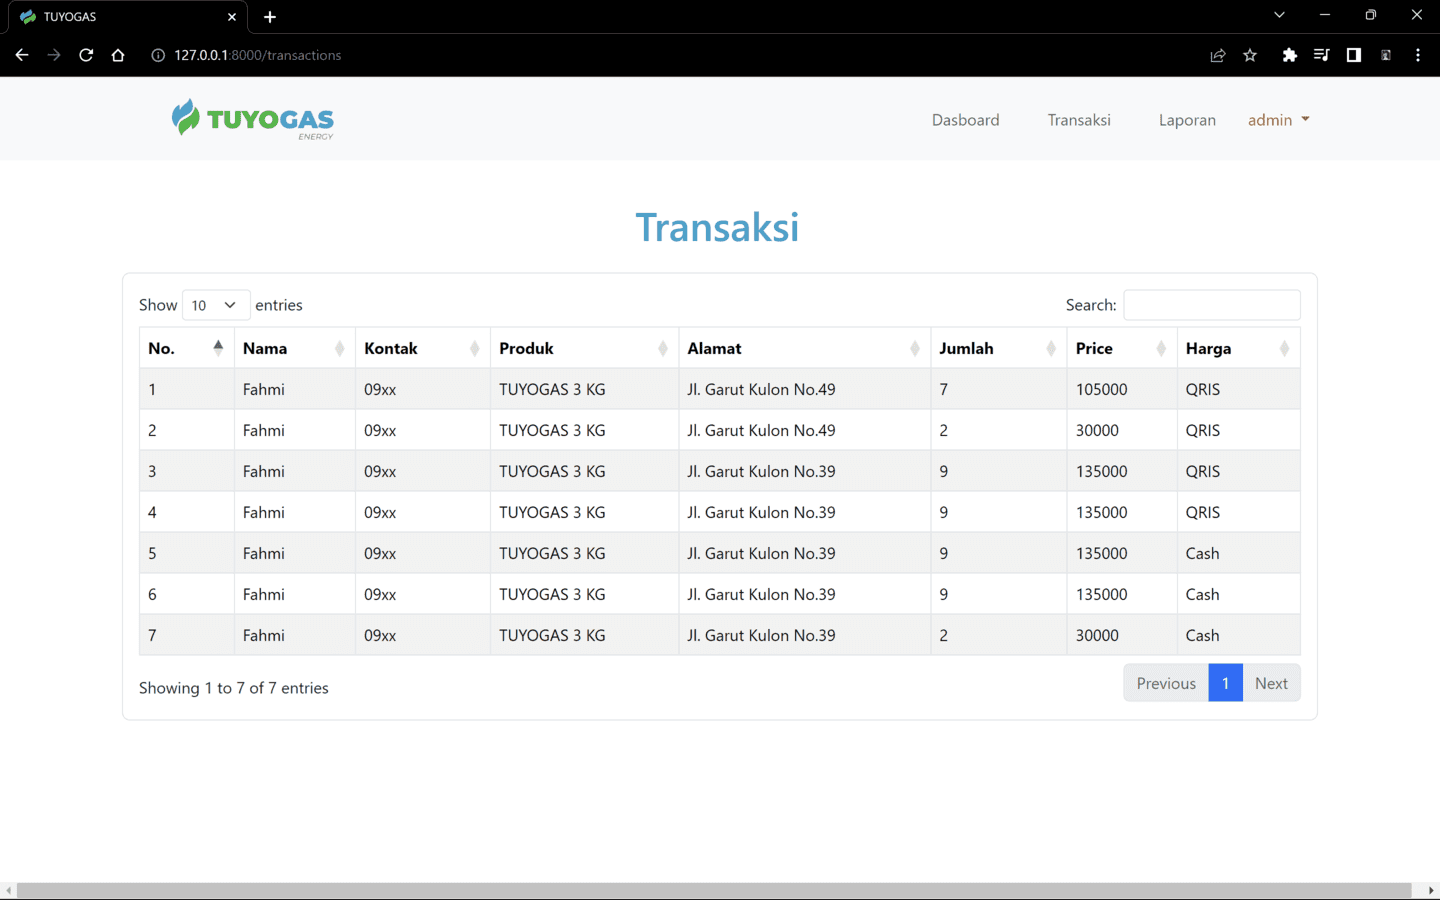 TUYOGAS
127.0.0.1:8000/transactions
TUYOGAS
ENERGY
Dasboard Transaksi Laporan admin
Transaksi
Show 10 entries Search:
No. Nama Kontak Produk Alamat Jumlah Price Harga
1 Fahmi 09xx TUYOGAS 3 KG Jl. Garut Kulon No.49 7 105000 QRIS
2 Fahmi 09xx TUYOGAS 3 KG Jl. Garut Kulon No.49 2 30000 QRIS
3 Fahmi 09xx TUYOGAS 3 KG Jl. Garut Kulon No.39 9 135000 QRIS
4 Fahmi 09xx TUYOGAS 3 KG Jl. Garut Kulon No.39 9 135000 QRIS
5 Fahmi 09xx TUYOGAS 3 KG Jl. Garut Kulon No.39 9 135000 Cash
6 Fahmi 09xx TUYOGAS 3 KG Jl. Garut Kulon No.39 9 135000 Cash
7 Fahmi 09xx TUYOGAS 3 KG Jl. Garut Kulon No.39 2 30000 Cash
Showing 1 to 7 of 7 entries Previous 1 Next